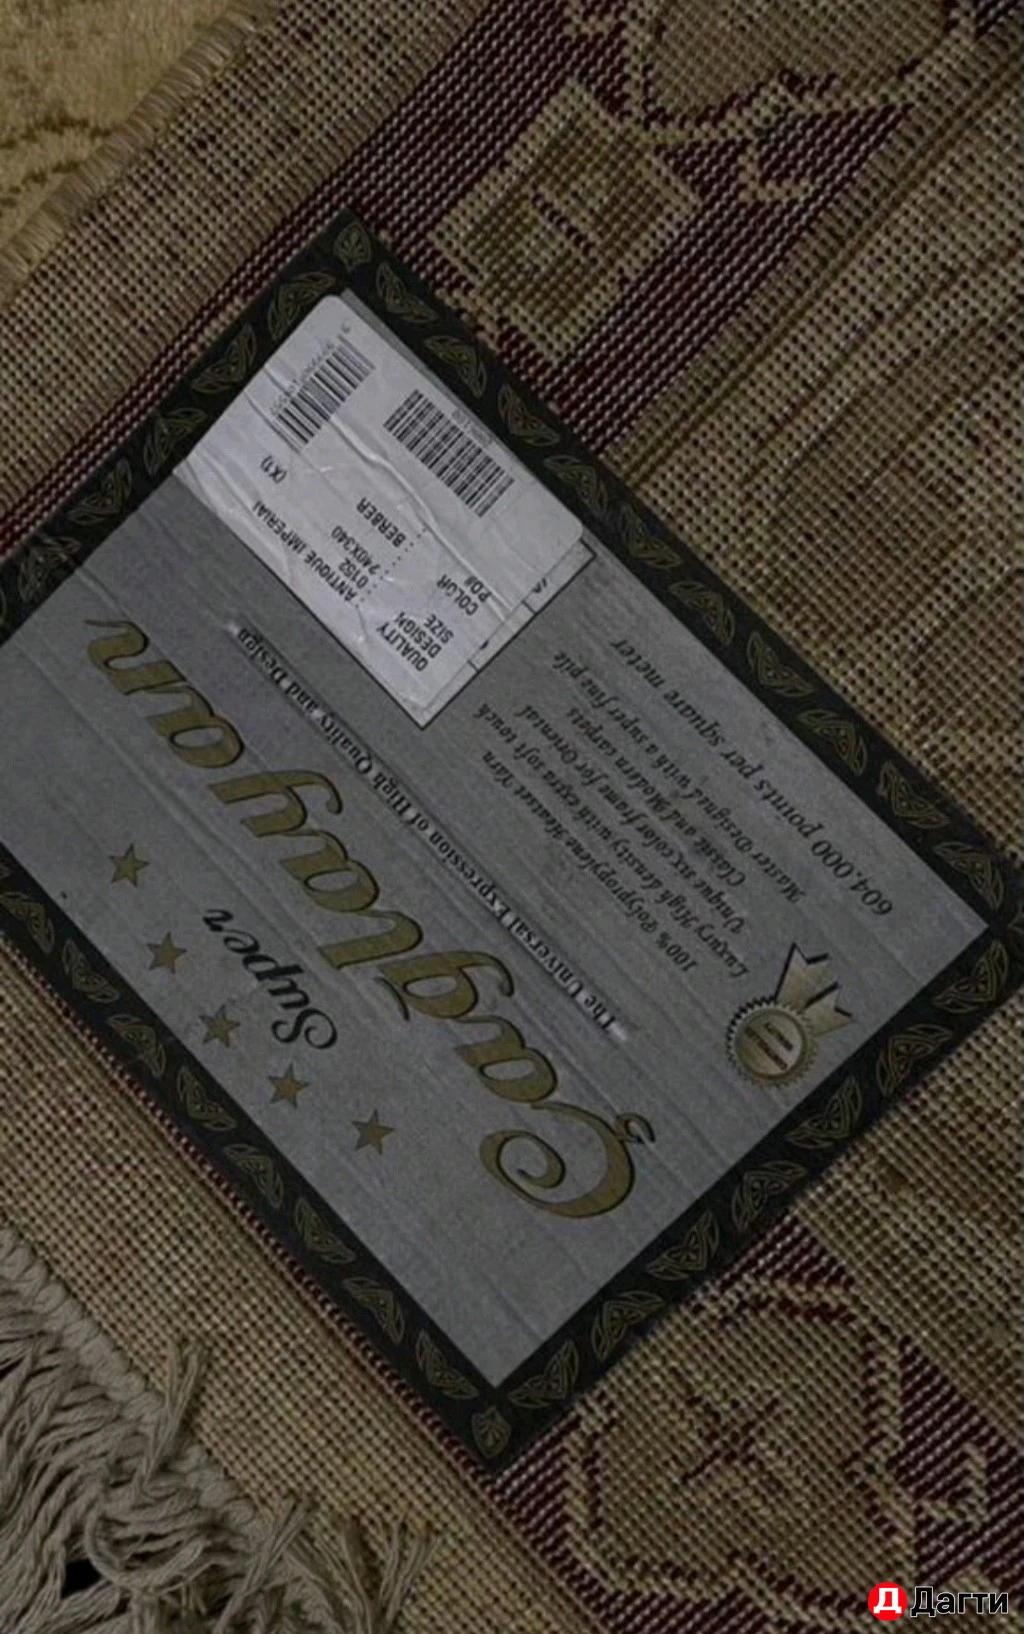 Super
Çağlayan
The Universal Expression of High Quality and Design
100% Polypropylene Heatset Yarn
Luxury High density with extra soft touch
Unique six color frame for Oriental
Classic and Modern carpets
Master Designed with a super fine pile
604.000 points per square meter
QUALITY : ANTIQUE IMPERIAL
DESIGN : 0152 (X1)
SIZE : 240X340
COLOR : BERBER
PO# :
Дагти